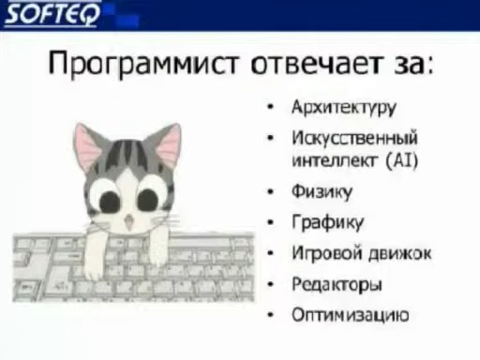 SOFTEQ
Программист отвечает за:
• Архитектуру
• Искусственный
интеллект (AI)
• Физику
• Графику
• Игровой движок
• Редакторы
• Оптимизацию